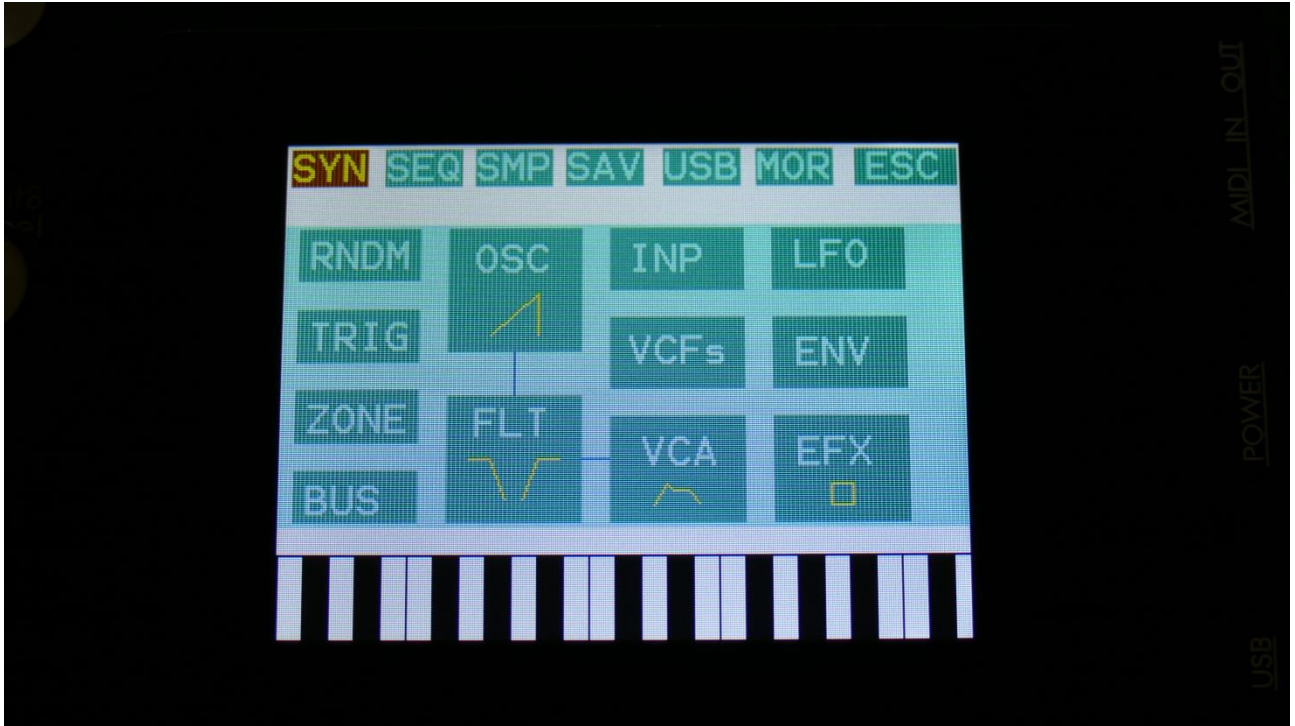 SYN SEQ SMP SAV USB MOR ESC
RNDM OSC INP LFO
TRIG VCFs ENV
ZONE FLT VCA EFX
BUS
MIDI IN OUT
POWER
USB